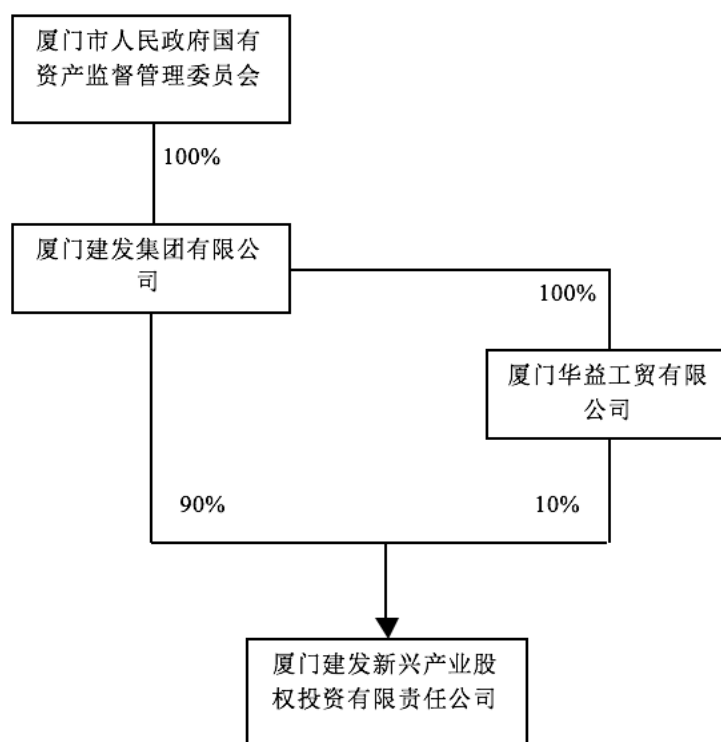 厦门市人民政府国有
资产监督管理委员会
100%
厦门建发集团有限公
司
100%
厦门华益工贸有限
公司
90%
10%
厦门建发新兴产业股
权投资有限责任公司